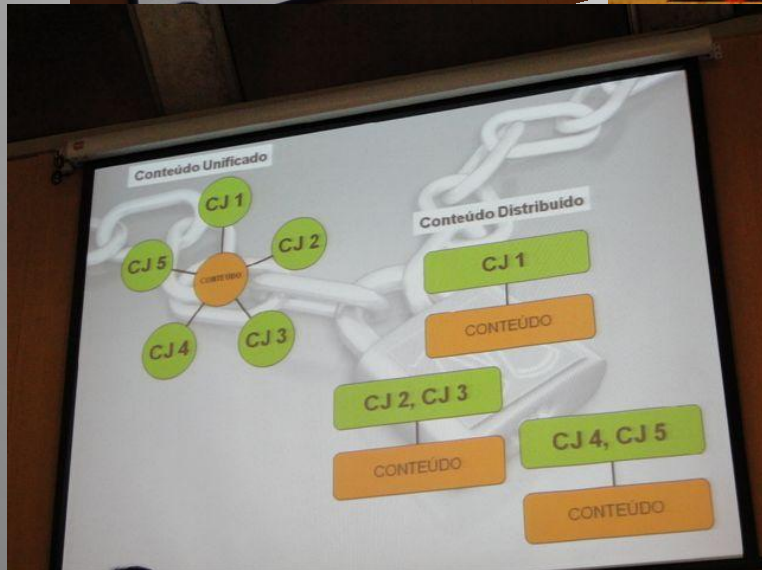 Conteúdo Unificado
CJ 1
CJ 2
CJ 5
CONTEÚDO
CJ 4
CJ 3
Conteúdo Distribuído
CJ 1
CONTEÚDO
CJ 2, CJ 3
CONTEÚDO
CJ 4, CJ 5
CONTEÚDO